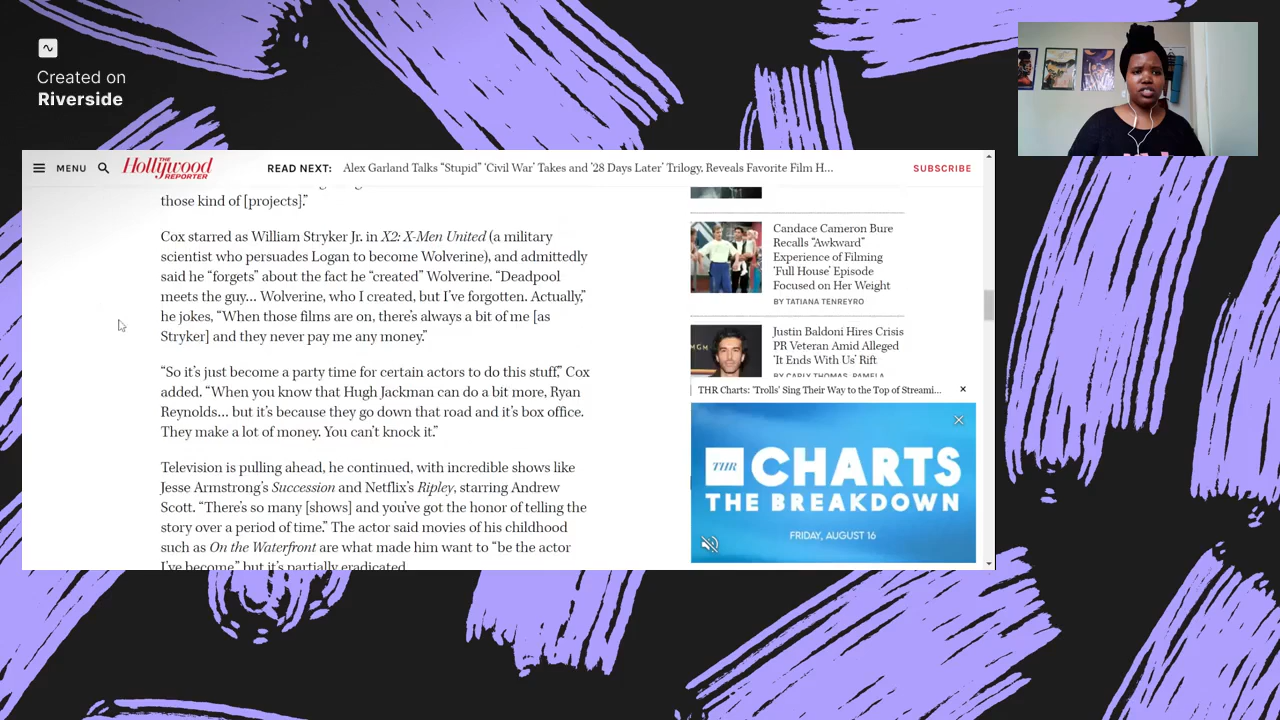 Created on
Riverside
MENU
THE
Hollywood
REPORTER
READ NEXT: Alex Garland Talks “Stupid” ‘Civil War’ Takes and ’28 Days Later’ Trilogy, Reveals Favorite Film H...
SUBSCRIBE
those kind of [projects].”
Cox starred as William Stryker Jr. in X2: X-Men United (a military
scientist who persuades Logan to become Wolverine), and admittedly
said he “forgets” about the fact he “created” Wolverine. “Deadpool
meets the guy… Wolverine, who I created, but I’ve forgotten. Actually,”
he jokes, “When those films are on, there’s always a bit of me [as
Stryker] and they never pay me any money.”
“So it’s just become a party time for certain actors to do this stuff,” Cox
added. “When you know that Hugh Jackman can do a bit more, Ryan
Reynolds… but it’s because they go down that road and it’s box office.
They make a lot of money. You can’t knock it.”
Television is pulling ahead, he continued, with incredible shows like
Jesse Armstrong’s Succession and Netflix’s Ripley, starring Andrew
Scott. “There’s so many [shows] and you’ve got the honor of telling the
story over a period of time.” The actor said movies of his childhood
such as On the Waterfront are what made him want to “be the actor
I’ve become,” but it’s partially eradicated
Candace Cameron Bure
Recalls “Awkward”
Experience of Filming
‘Full House’ Episode
Focused on Her Weight
BY TATIANA TENREYRO
Justin Baldoni Hires Crisis
PR Veteran Amid Alleged
‘It Ends With Us’ Rift
BY CARLY THOMAS, PAMELA
THR Charts: ‘Trolls’ Sing Their Way to the Top of Streami...
THR CHARTS
THE BREAKDOWN
FRIDAY, AUGUST 16